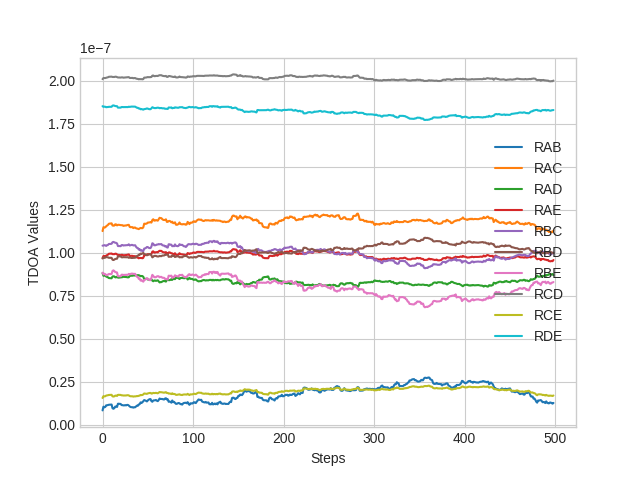 1e−7
2.00
1.75
1.50
1.25
1.00
0.75
0.50
0.25
0.00
TDOA Values
RAB
RAC
RAD
RAE
RBC
RBD
RBE
RCD
RCE
RDE
0 100 200 300 400 500
Steps